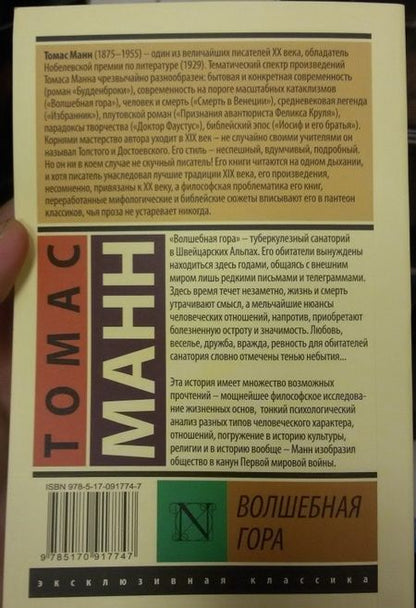 Томас Манн (1875–1955) – один из величайших писателей XX века, обладатель
Нобелевской премии по литературе (1929). Тематический спектр произведений
Томаса Манна чрезвычайно разнообразен: бытовая и конкретная современность
(роман «Будденброки»), современность на пороге масштабных катаклизмов
(«Волшебная гора»), человек и смерть («Смерть в Венеции»), средневековая легенда
(«Избранник»), плутовской роман («Признания авантюриста Феликса Круля»),
парадоксы творчества («Доктор Фаустус»), библейский эпос («Иосиф и его братья»).
Корнями мастерство автора уходит в XIX век – не случайно своими учителями он
называл Толстого и Достоевского. Его стиль – неспешный, вдумчивый, подробный.
Но он ни в коем случае не скучный писатель! Его книги читаются на одном дыхании,
и хотя писатель унаследовал лучшие традиции XIX века, его произведения,
несомненно, привязаны к XX веку, а философская проблематика его книг,
переработанные мифологические и библейские сюжеты вписывают его в пантеон
классиков, чья проза не устаревает никогда.
ТОМАС
МАНН
«Волшебная гора» – туберкулезный санаторий
в Швейцарских Альпах. Его обитатели вынуждены
находиться здесь годами, общаясь с внешним
миром лишь редкими письмами и телеграммами.
Здесь время течет незаметно, жизнь и смерть
утрачивают смысл, а мельчайшие нюансы
человеческих отношений, напротив, приобретают
болезненную остроту и значимость. Любовь,
веселье, дружба, вражда, ревность для обитателей
санатория словно отмечены тенью небытия...
Эта история имеет множество возможных
прочтений – мощнейшее философское исследова-
ние жизненных основ, тонкий психологический
анализ разных типов человеческого характера,
отношений, погружение в историю культуры,
религии и в историю вообще – Манн изобразил
общество в канун Первой мировой войны.
ISBN 978-5-17-091774-7
9 785170 917747
N
ВОЛШЕБНАЯ
ГОРА
эксклюзивная классика